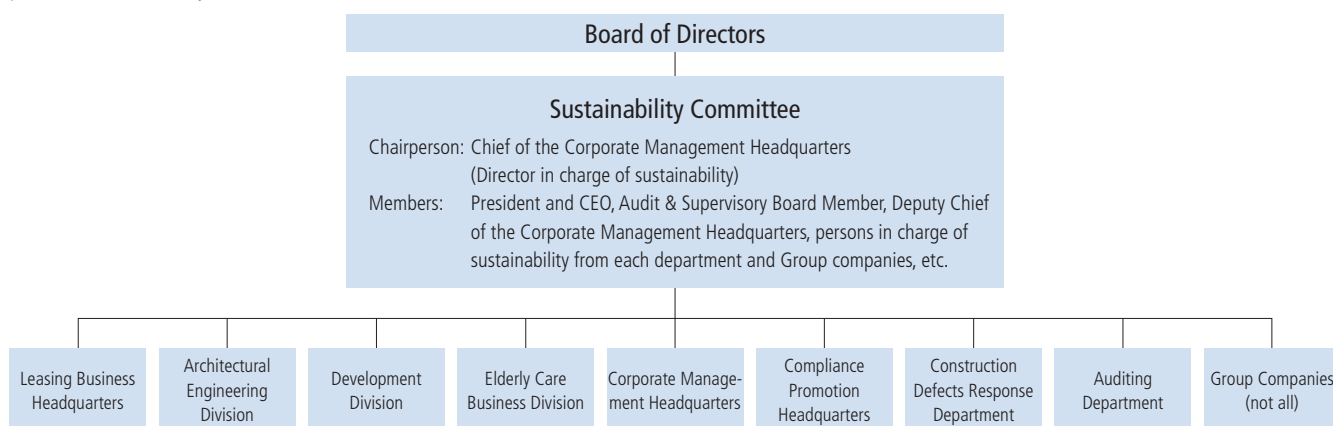 Board of Directors
Sustainability Committee
Chairperson: Chief of the Corporate Management Headquarters
(Director in charge of sustainability)
Members: President and CEO, Audit & Supervisory Board Member, Deputy Chief
of the Corporate Management Headquarters, persons in charge of
sustainability from each department and Group companies, etc.
Leasing Business
Headquarters
Architectural
Engineering
Division
Development
Division
Elderly Care
Business Division
Corporate Manage-
ment Headquarters
Compliance
Promotion
Headquarters
Construction
Defects Response
Department
Auditing
Department
Group Companies
(not all)